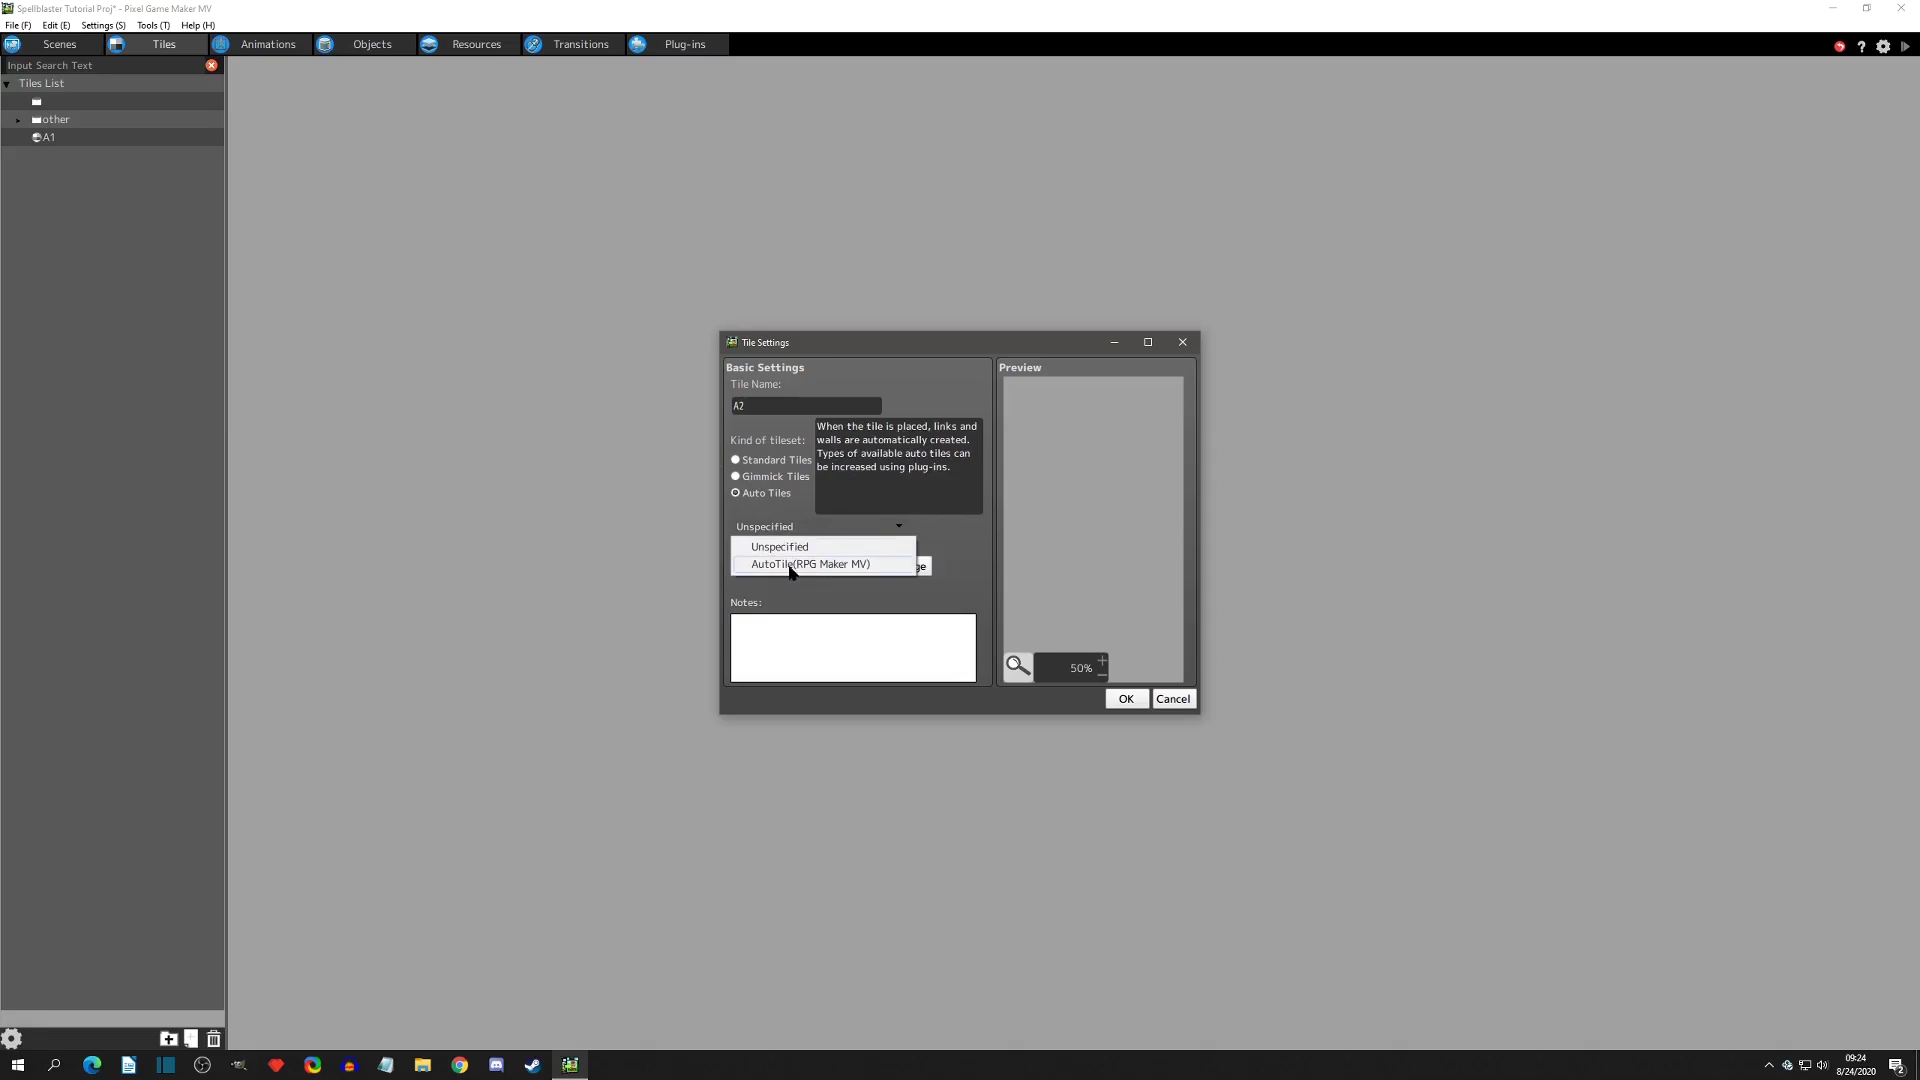 Spellblaster Tutorial Proj* - Pixel Game Maker MV
File (F) Edit (E) Settings (S) Tools (T) Help (H)
Scenes Tiles Animations Objects Resources Transitions Plug-ins
Input Search Text
Tiles List
other
A1
Tile Settings
Basic Settings
Tile Name:
A2
Kind of tileset:
Standard Tiles
Gimmick Tiles
Auto Tiles
When the tile is placed, links and
walls are automatically created.
Types of available auto tiles can
be increased using plug-ins.
Unspecified
Unspecified
AutoTile(RPG Maker MV)
ge
Notes:
Preview
50%
OK Cancel
09:24
8/24/2020
2